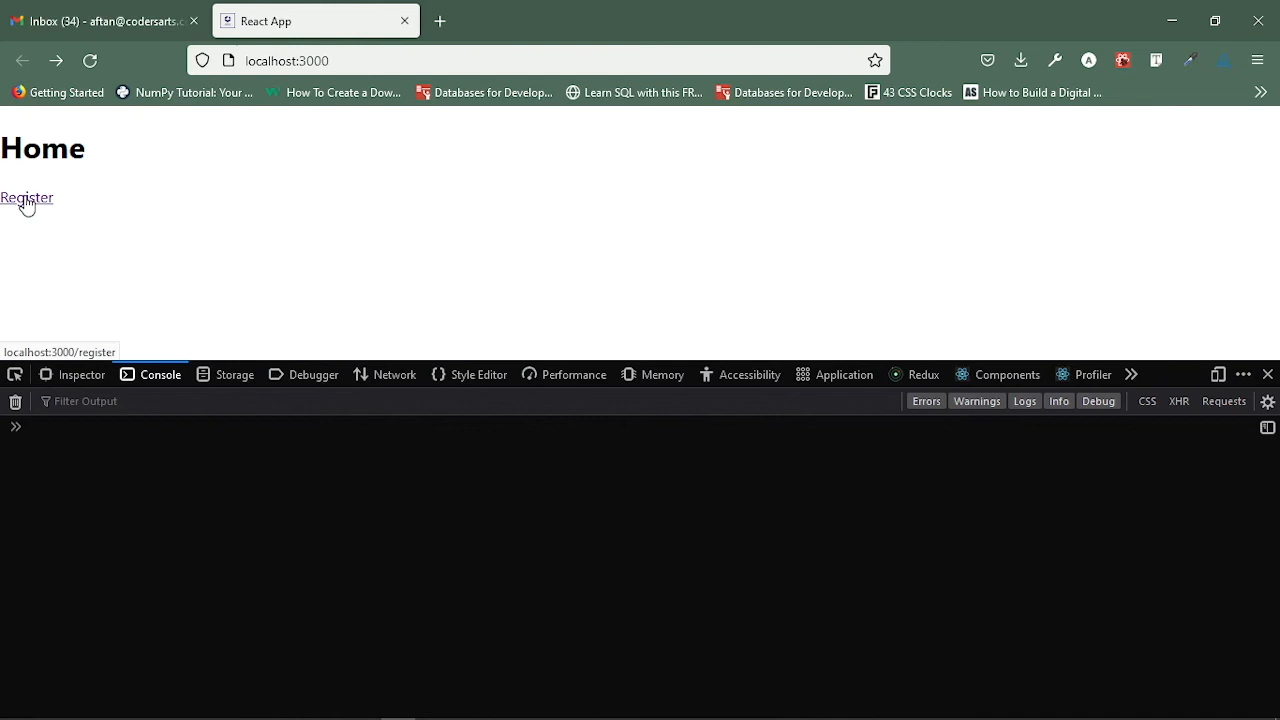 Inbox (34) - aftan@codersarts.c
React App
localhost:3000
Getting Started
NumPy Tutorial: Your ...
How To Create a Dow...
Databases for Develop...
Learn SQL with this FR...
Databases for Develop...
43 CSS Clocks
AS How to Build a Digital ...
Home
Register
localhost:3000/register
Inspector Console Storage Debugger Network Style Editor Performance Memory Accessibility Application Redux Components Profiler
Filter Output Errors Warnings Logs Info Debug CSS XHR Requests